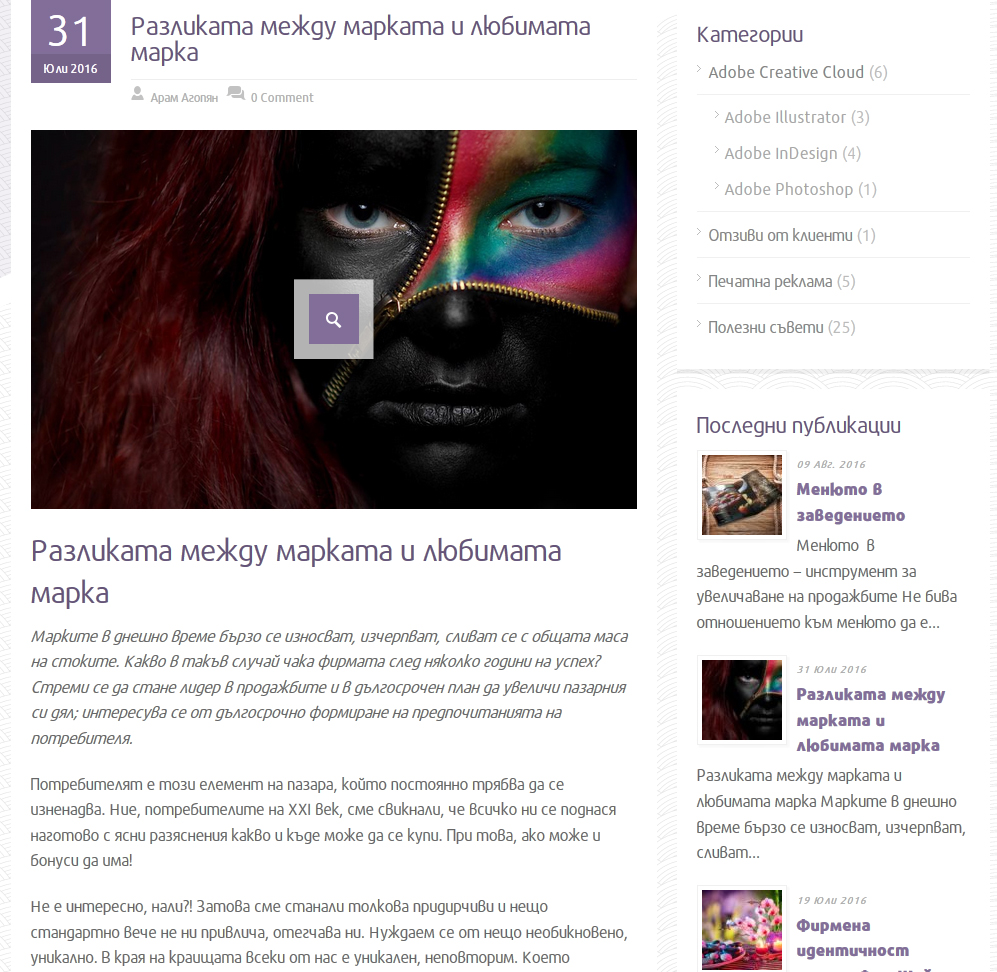 31
Юли 2016
Разликата между марката и любимата
марка
Арам Агопян 0 Comment
Разликата между марката и любимата
марка
Марките в днешно време бързо се износват, изчерпват, сливат се с общата маса
на стоките. Какво в такъв случай чака фирмата след няколко години на успех?
Стреми се да стане лидер в продажбите и в дългосрочен план да увеличи пазарния
си дял; интересува се от дългосрочно формиране на предпочитанията на
потребителя.
Потребителят е този елемент на пазара, който постоянно трябва да се
изненадва. Ние, потребителите на XXI век, сме свикнали, че всичко ни се поднася
наготово с ясни разяснения какво и къде може да се купи. При това, ако може и
бонуси да има!
Не е интересно, нали?! Затова сме станали толкова придирчиви и нещо
стандартно вече не ни привлича, отегчава ни. Нуждаем се от нещо необикновено,
уникално. В края на краищата всеки от нас е уникален, неповторим. Което
Категории
Adobe Creative Cloud (6)
Adobe Illustrator (3)
Adobe InDesign (4)
Adobe Photoshop (1)
Отзиви от клиенти (1)
Печатна реклама (5)
Полезни съвети (25)
Последни публикации
09 Авг. 2016
Менюто в
заведението
Менюто в
заведението – инструмент за
увеличаване на продажбите Не бива
отношението към менюто да е...
31 Юли 2016
Разликата между
марката и
любимата марка
Разликата между марката и
любимата марка Марките в днешно
време бързо се износват, изчерпват,
сливат...
19 Юли 2016
Фирмена
идентичност